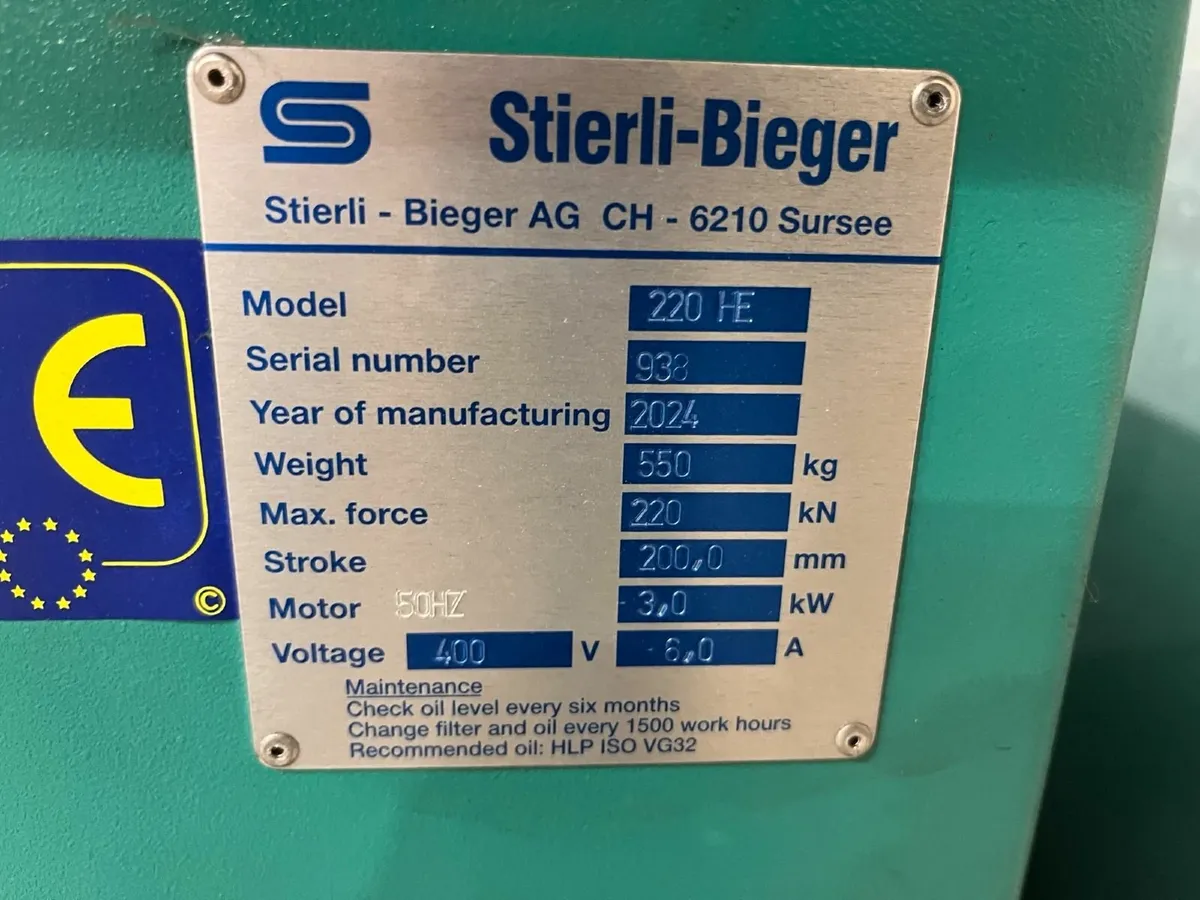 Stierli-Bieger
Stierli - Bieger AG CH - 6210 Sursee
Model 220 HE
Serial number 938
Year of manufacturing 2024
Weight 550 kg
Max. force 220 kN
Stroke 200,0 mm
Motor 50HZ 3,0 kW
Voltage 400 V 6,0 A
Maintenance
Check oil level every six months
Change filter and oil every 1500 work hours
Recommended oil: HLP ISO VG32
©